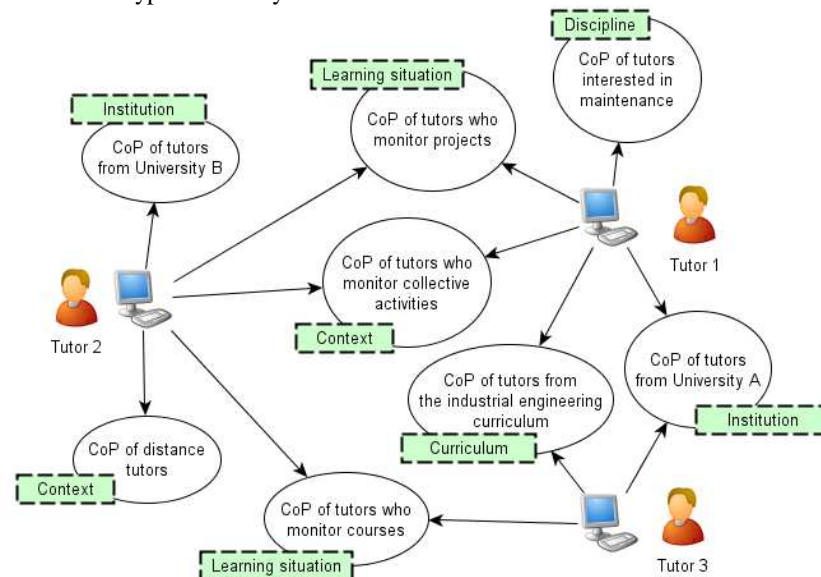 Discipline
CoP of tutors
interested in
maintenance
Learning situation
CoP of tutors who
monitor projects
Institution
CoP of tutors
from University B
Tutor 1
CoP of tutors who
monitor collective
activities
Context
Tutor 2
CoP of tutors
from University A
Institution
CoP of tutors from
the industrial engineering
curriculum
Curriculum
CoP of distance
tutors
Context
CoP of tutors who
monitor courses
Learning situation
Tutor 3